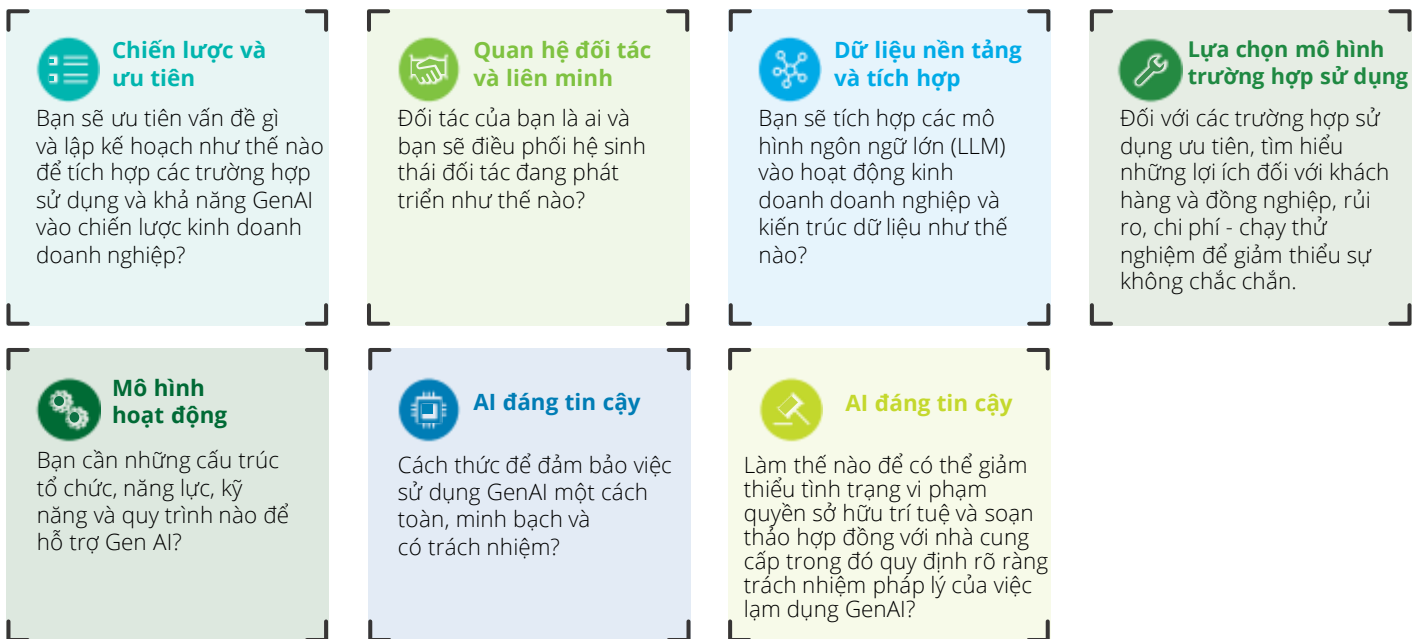 Chiến lược và
ưu tiên
Bạn sẽ ưu tiên vấn đề gì
và lập kế hoạch như thế nào
để tích hợp các trường hợp
sử dụng và khả năng GenAI
vào chiến lược kinh doanh
doanh nghiệp?
Quan hệ đối tác
và liên minh
Đối tác của bạn là ai và
bạn sẽ điều phối hệ sinh
thái đối tác đang phát
triển như thế nào?
Dữ liệu nền tảng
và tích hợp
Bạn sẽ tích hợp các mô
hình ngôn ngữ lớn (LLM)
vào hoạt động kinh
doanh doanh nghiệp và
kiến trúc dữ liệu như thế
nào?
Lựa chọn mô hình
trường hợp sử dụng
Đối với các trường hợp sử
dụng ưu tiên, tìm hiểu
những lợi ích đối với khách
hàng và đồng nghiệp, rủi
ro, chi phí - chạy thử
nghiệm để giảm thiểu sự
không chắc chắn.
Mô hình
hoạt động
Bạn cần những cấu trúc
tổ chức, năng lực, kỹ
năng và quy trình nào để
hỗ trợ Gen AI?
AI đáng tin cậy
Cách thức để đảm bảo việc
sử dụng GenAI một cách
toàn, minh bạch và
có trách nhiệm?
AI đáng tin cậy
Làm thế nào để có thể giảm
thiểu tình trạng vi phạm
quyền sở hữu trí tuệ và soạn
thảo hợp đồng với nhà cung
cấp trong đó quy định rõ ràng
trách nhiệm pháp lý của việc
lạm dụng GenAI?